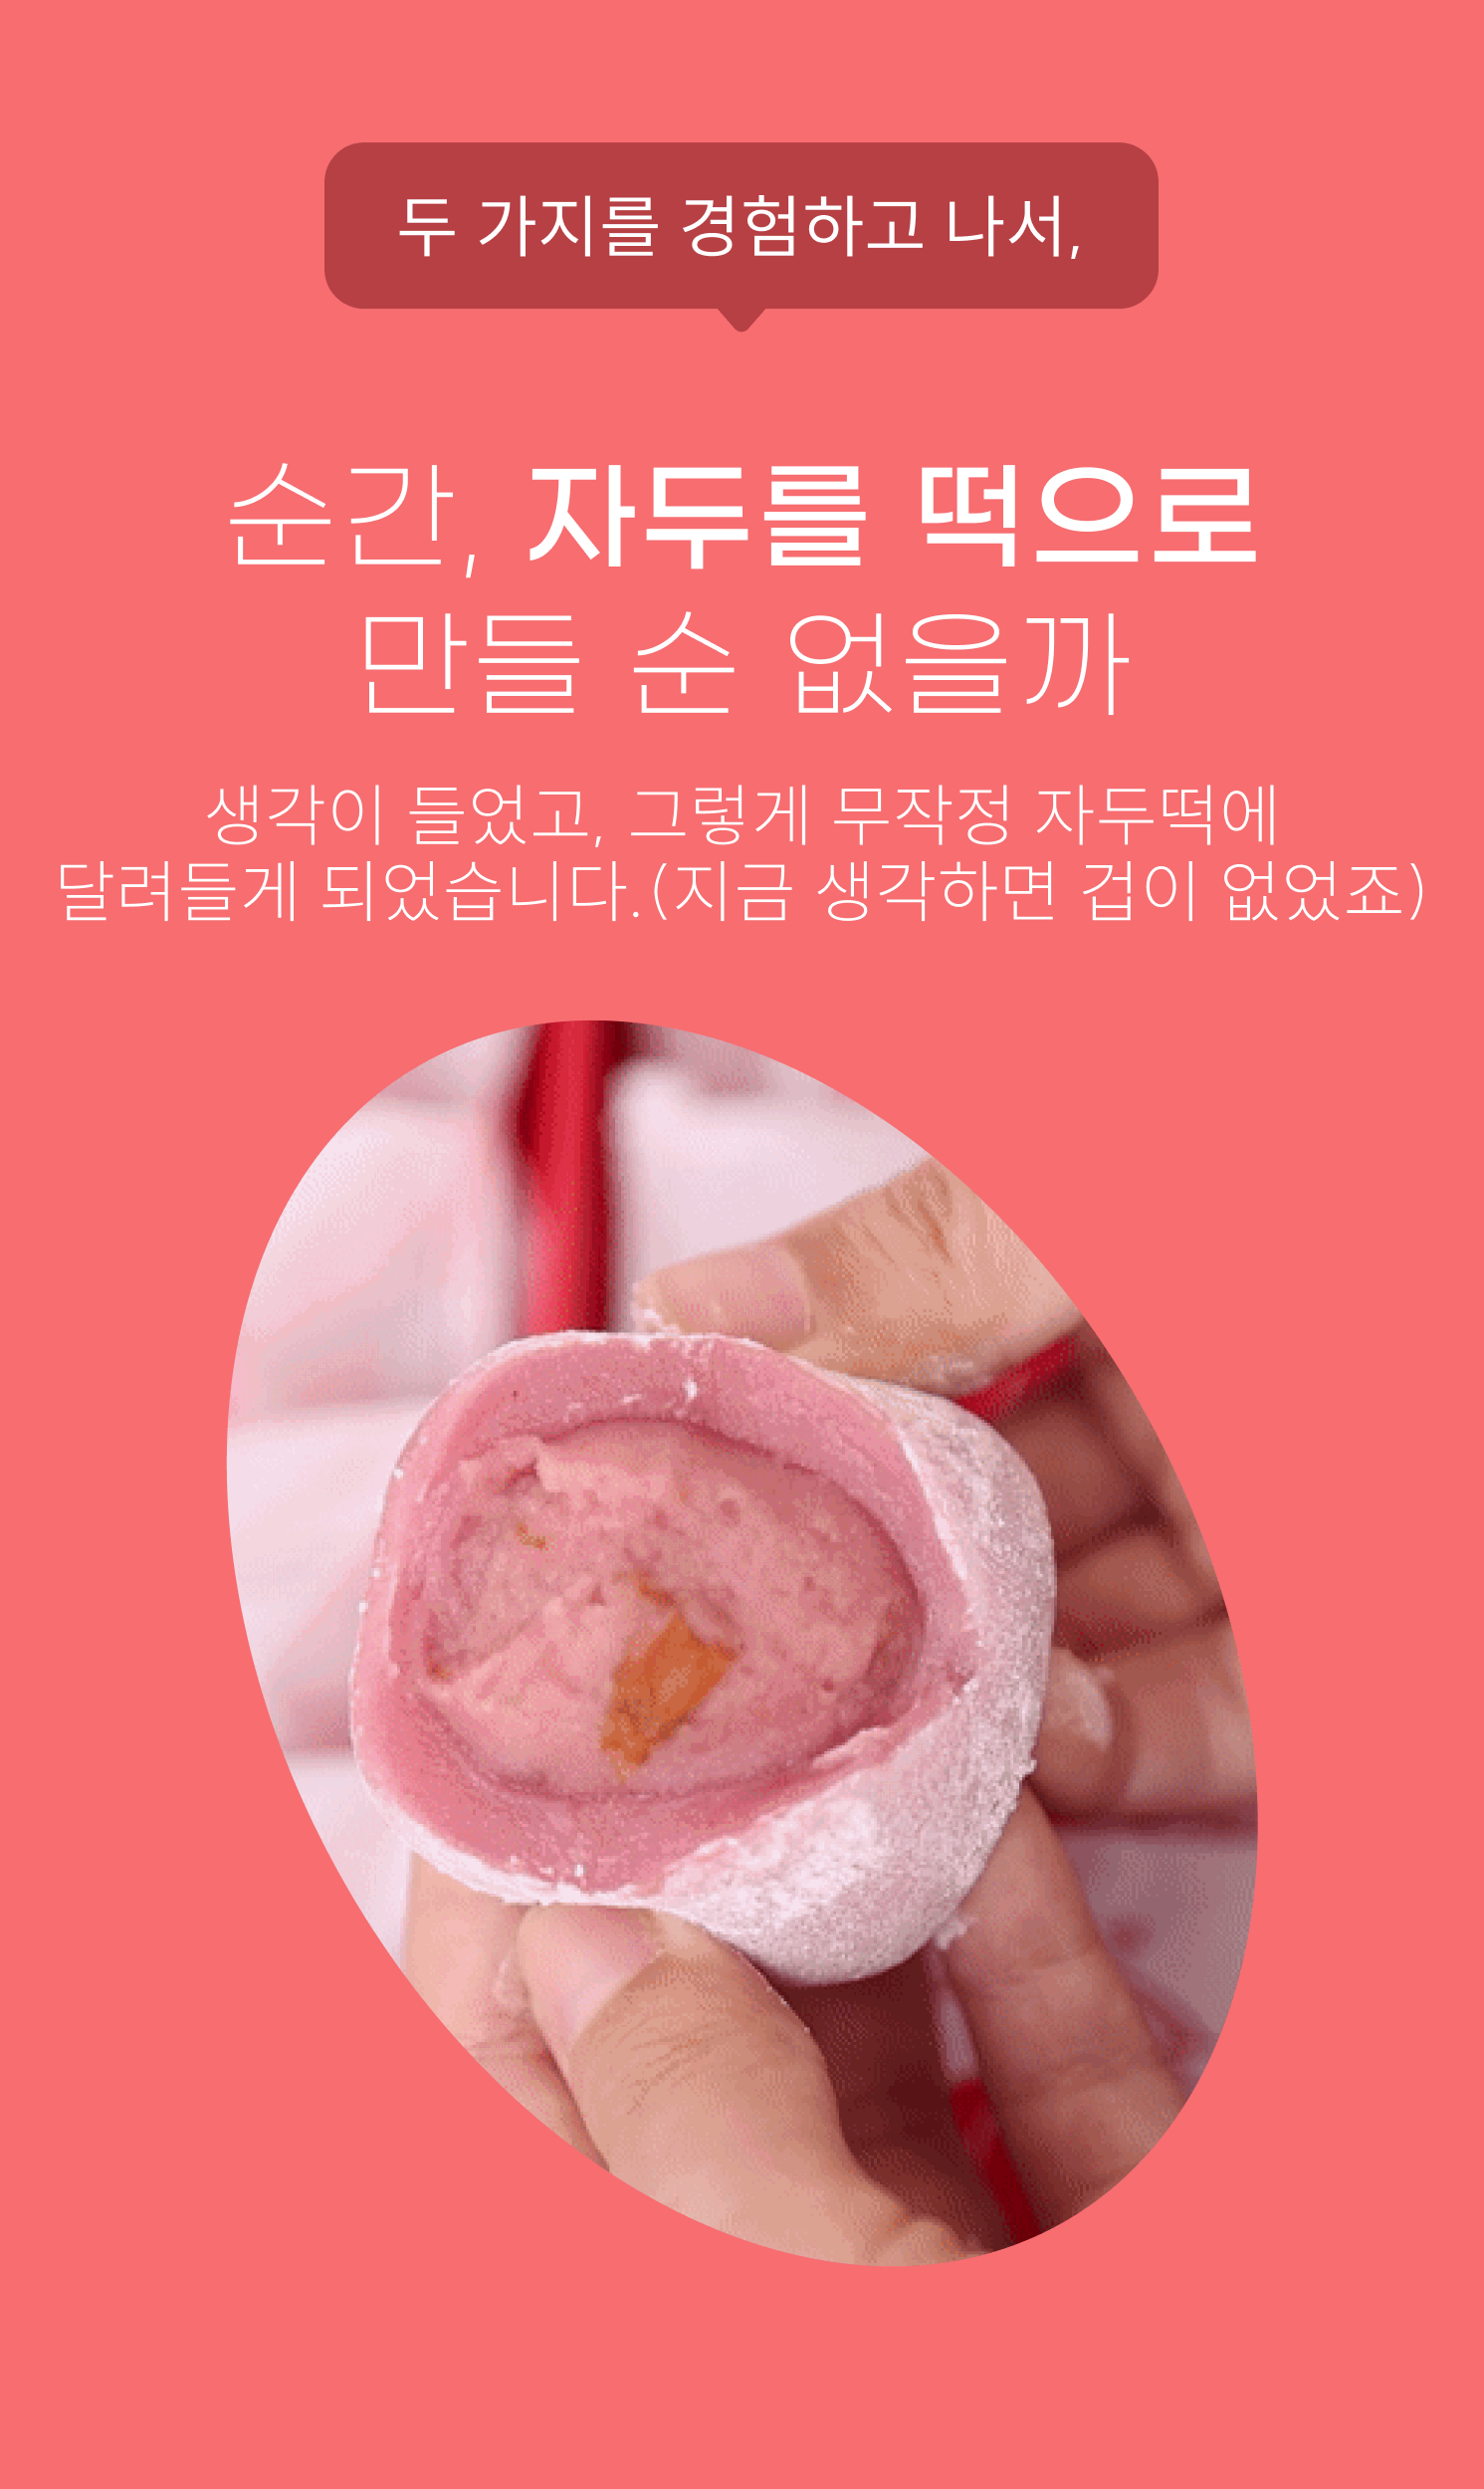 두 가지를 경험하고 나서,
순간, 자두를 떡으로
만들 순 없을까
생각이 들었고, 그렇게 무작정 자두떡에
달려들게 되었습니다.(지금 생각하면 겁이 없었죠)